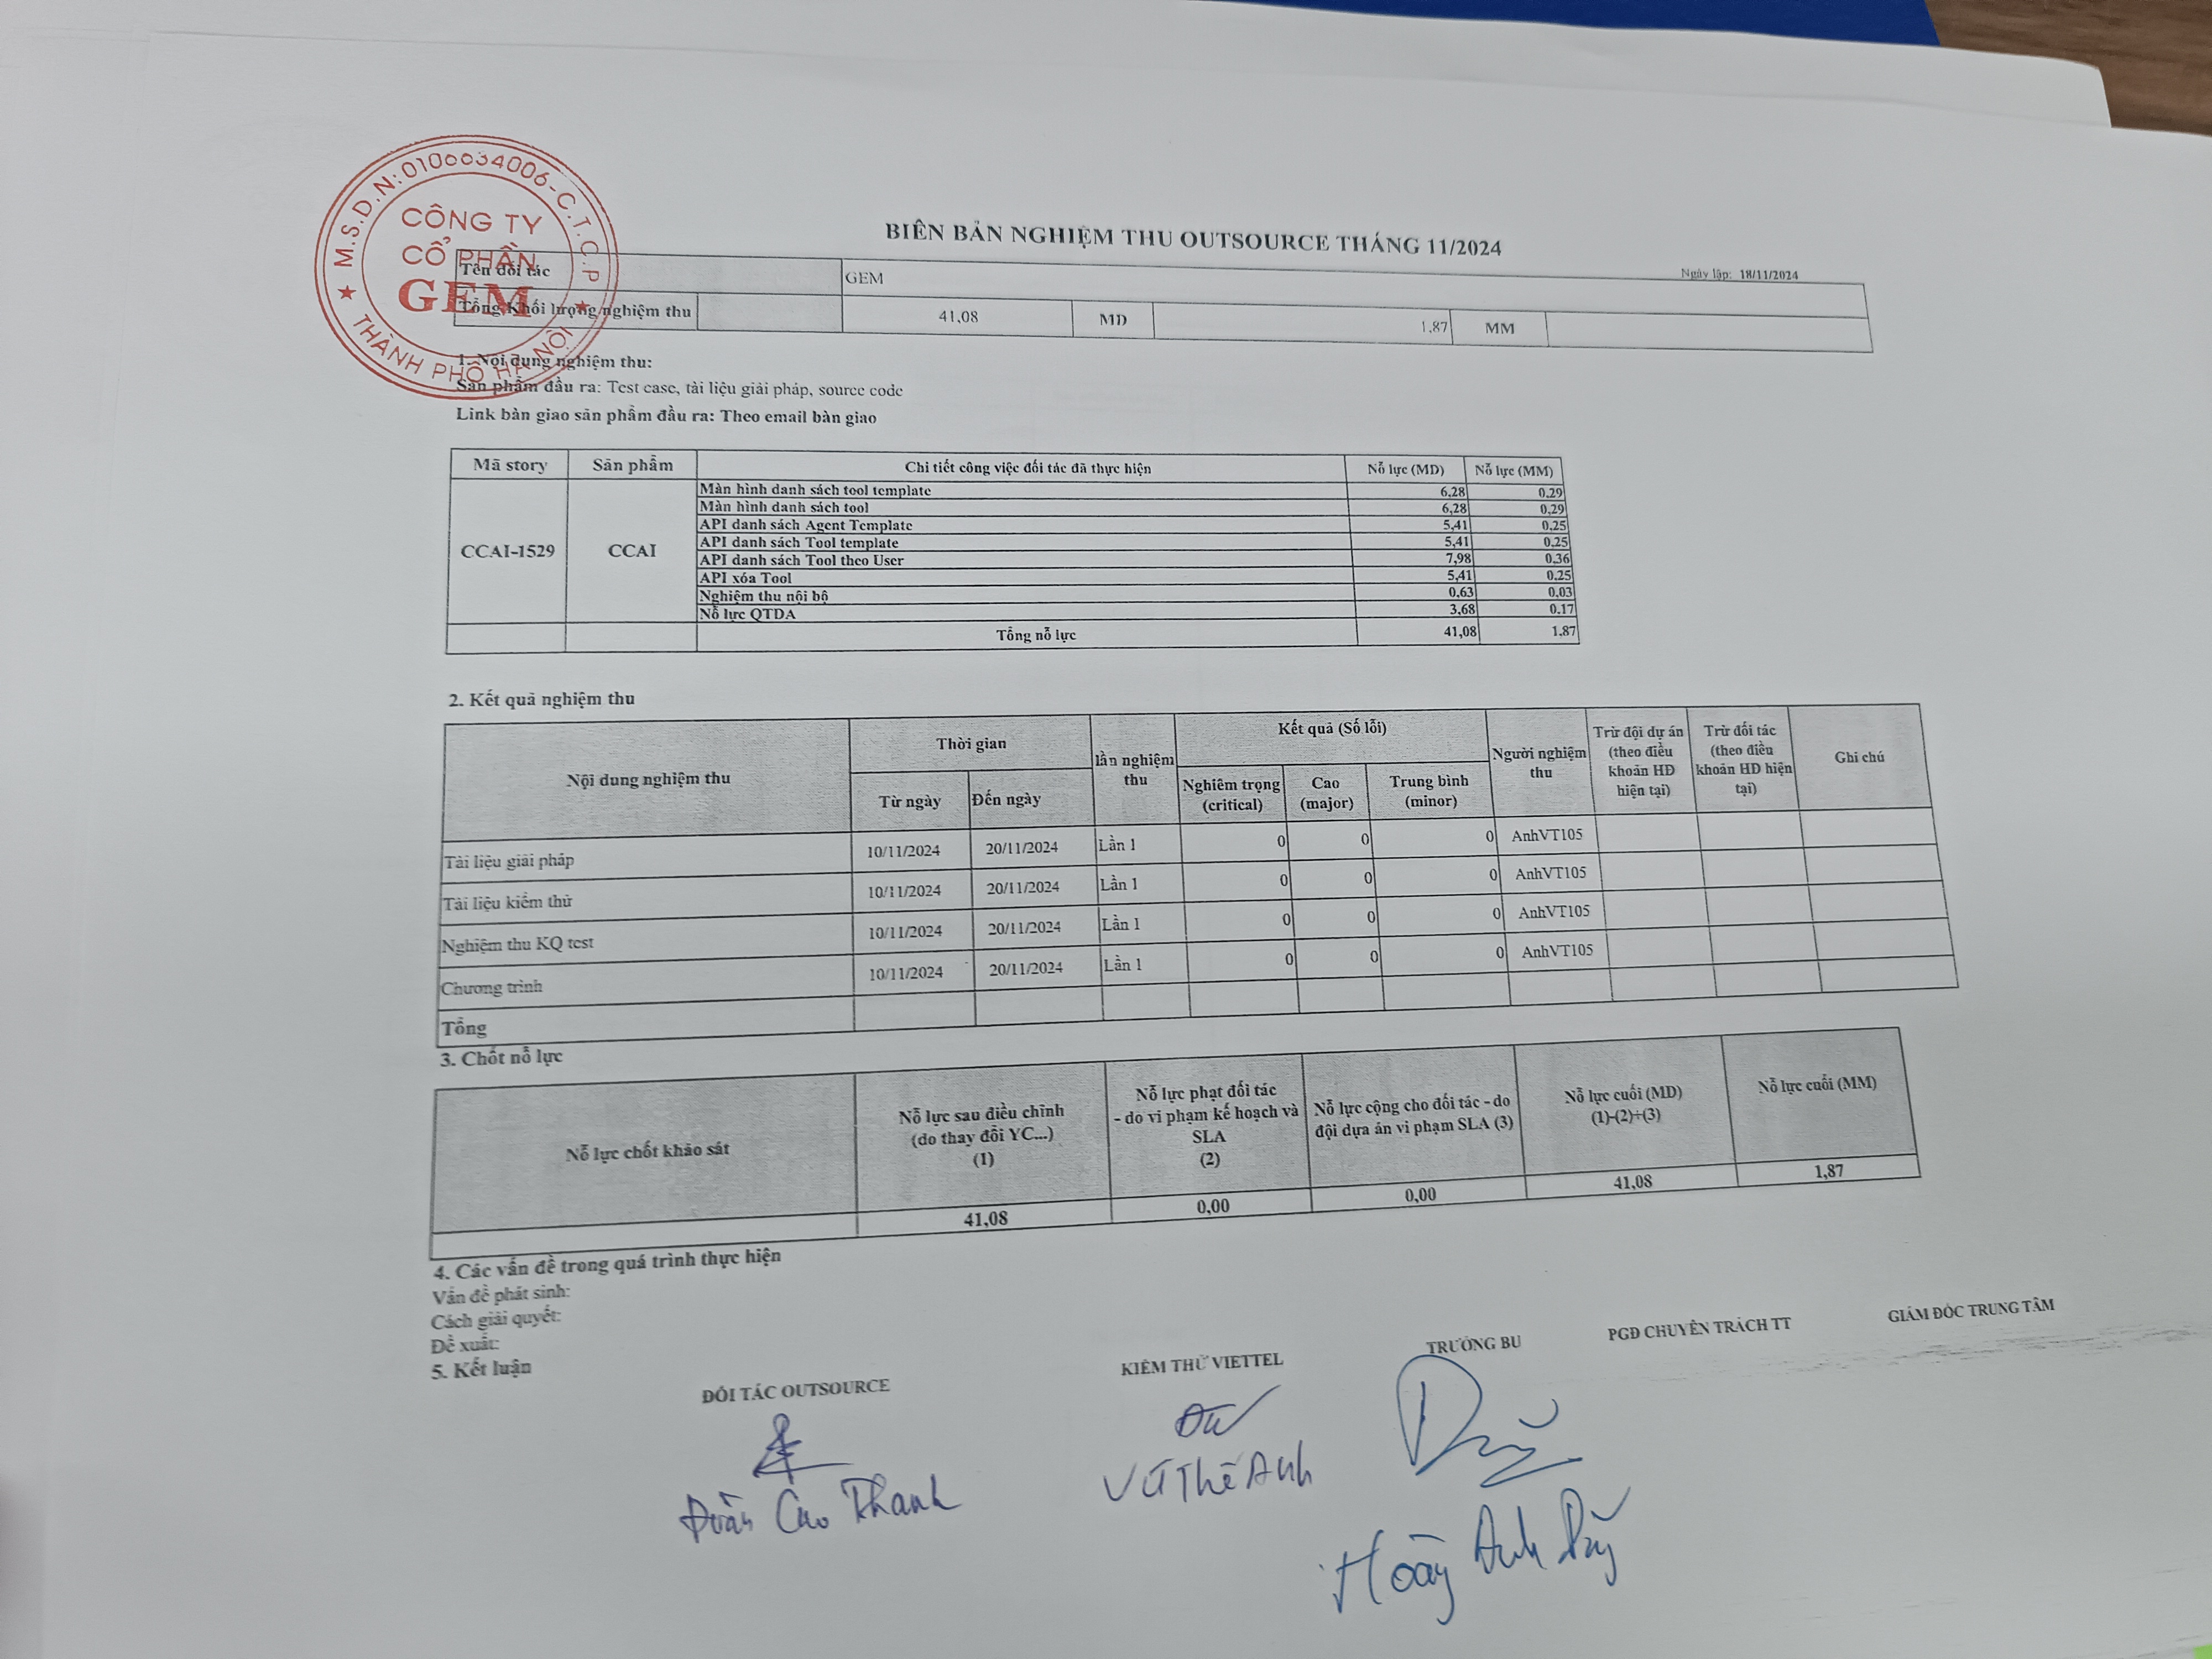 M.S.D.N:0106634006-C.T.C.P
CÔNG TY
CỔ PHẦN
GEM
THÀNH PHỐ HÀ NỘI
BIÊN BẢN NGHIỆM THU OUTSOURCE THÁNG 11/2024
Ngày lập: 18/11/2024
Tên đối tác GEM
Tổng Khối lượng nghiệm thu 41,08 MD 1,87 MM
1. Nội dung nghiệm thu:
Sản phẩm đầu ra: Test case, tài liệu giải pháp, source code
Link bàn giao sản phẩm đầu ra: Theo email bàn giao
Mã story Sản phẩm Chi tiết công việc đối tác đã thực hiện Nỗ lực (MD) Nỗ lực (MM)
Màn hình danh sách tool template 6,28 0,29
Màn hình danh sách tool 6,28 0,29
API danh sách Agent Template 5,41 0,25
API danh sách Tool template 5,41 0,25
CCAI-1529 CCAI API danh sách Tool theo User 7,98 0,36
API xóa Tool 5,41 0,25
Nghiệm thu nội bộ 0,63 0,03
Nỗ lực QTDA 3,68 0,17
Tổng nỗ lực 41,08 1,87
2. Kết quả nghiệm thu
Nội dung nghiệm thu Thời gian lần nghiệm thu Kết quả (Số lỗi) Người nghiệm thu Trừ đội dự án (theo điều khoản HĐ hiện tại) Trừ đối tác (theo điều khoản HĐ hiện tại) Ghi chú
Từ ngày Đến ngày Nghiêm trọng (critical) Cao (major) Trung bình (minor)
Tài liệu giải pháp 10/11/2024 20/11/2024 Lần 1 0 0 0 AnhVT105
Tài liệu kiểm thử 10/11/2024 20/11/2024 Lần 1 0 0 0 AnhVT105
Nghiệm thu KQ test 10/11/2024 20/11/2024 Lần 1 0 0 0 AnhVT105
Chương trình 10/11/2024 20/11/2024 Lần 1 0 0 0 AnhVT105
Tổng
3. Chốt nỗ lực
Nỗ lực chốt khảo sát Nỗ lực sau điều chỉnh (do thay đổi YC...) (1) Nỗ lực phạt đối tác - do vi phạm kế hoạch và SLA (2) Nỗ lực cộng cho đối tác - do đội dựa án vi phạm SLA (3) Nỗ lực cuối (MD) (1)-(2)+(3) Nỗ lực cuối (MM)
41,08 0,00 0,00 41,08 1,87
4. Các vấn đề trong quá trình thực hiện
Vấn đề phát sinh:
Cách giải quyết:
Đề xuất:
5. Kết luận
ĐỐI TÁC OUTSOURCE KIỂM THỬ VIETTEL TRƯỞNG BU PGĐ CHUYÊN TRÁCH TT GIÁM ĐỐC TRUNG TÂM
Cao Thanh
Vũ Thế Anh
Anh